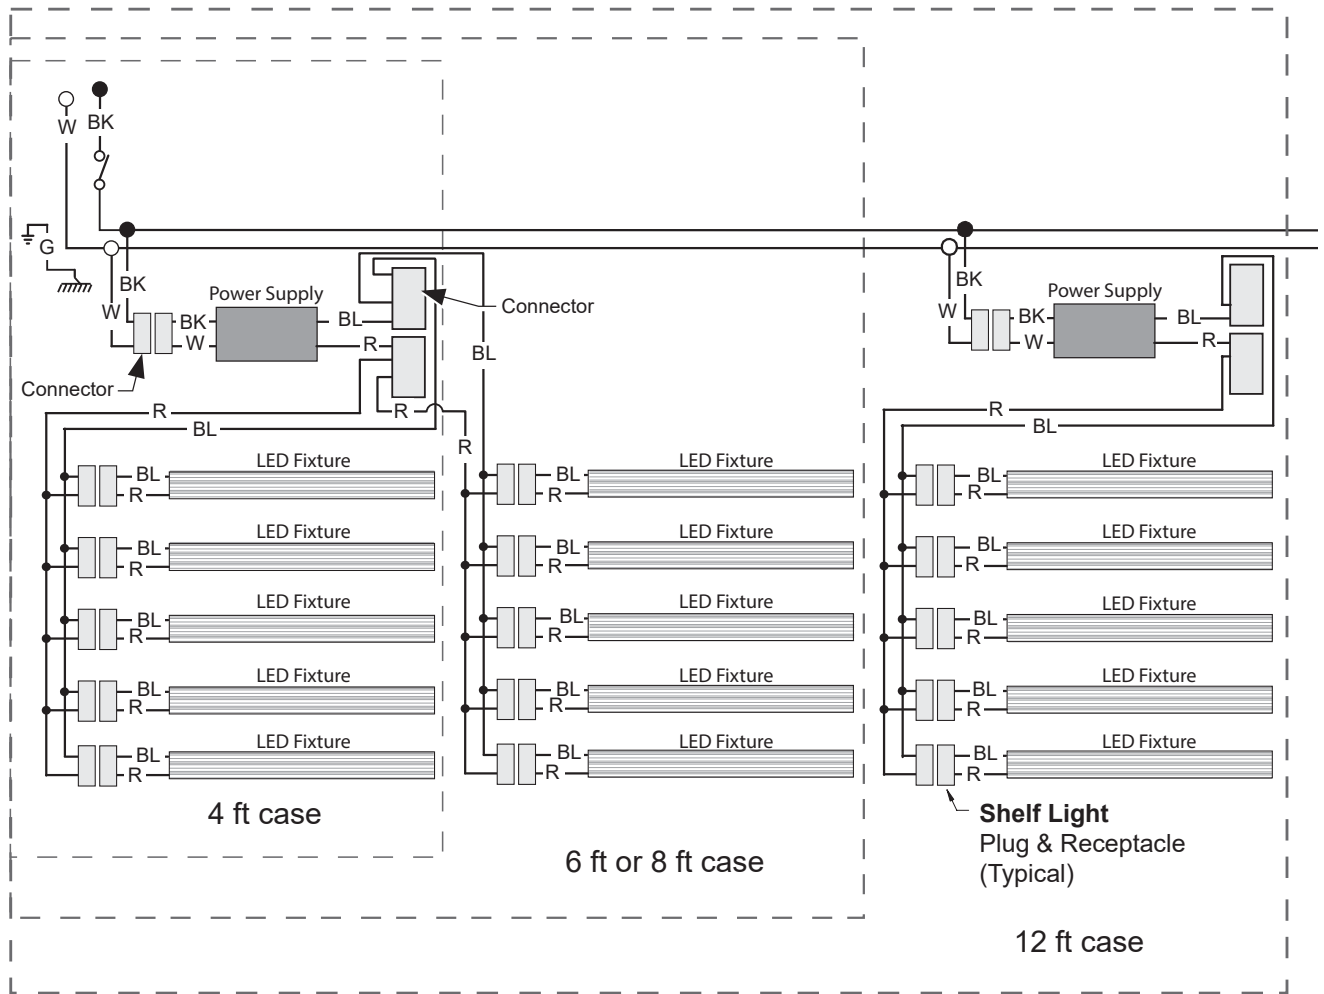 W
BK
G
BK
W
Power Supply
BK
W
BL
R
Connector
Connector
BL
R
R
BL
R
BK
W
Power Supply
BK
W
BL
R
R
BL
LED Fixture
BL
R
LED Fixture
BL
R
LED Fixture
BL
R
LED Fixture
BL
R
LED Fixture
BL
R
4 ft case
LED Fixture
BL
R
LED Fixture
BL
R
LED Fixture
BL
R
LED Fixture
BL
R
LED Fixture
BL
R
6 ft or 8 ft case
LED Fixture
BL
R
LED Fixture
BL
R
LED Fixture
BL
R
LED Fixture
BL
R
LED Fixture
BL
R
Shelf Light
Plug & Receptacle
(Typical)
12 ft case